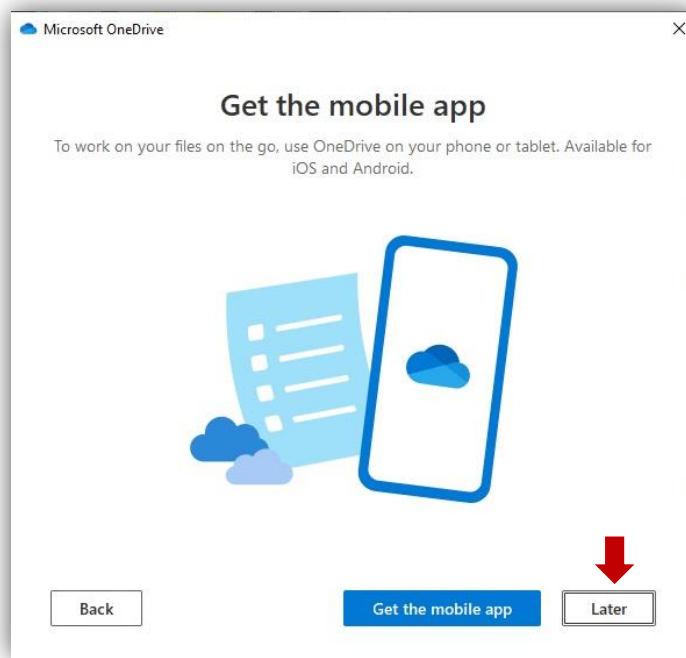 Microsoft OneDrive
Get the mobile app
To work on your files on the go, use OneDrive on your phone or tablet. Available for
iOS and Android.
Back
Get the mobile app
Later